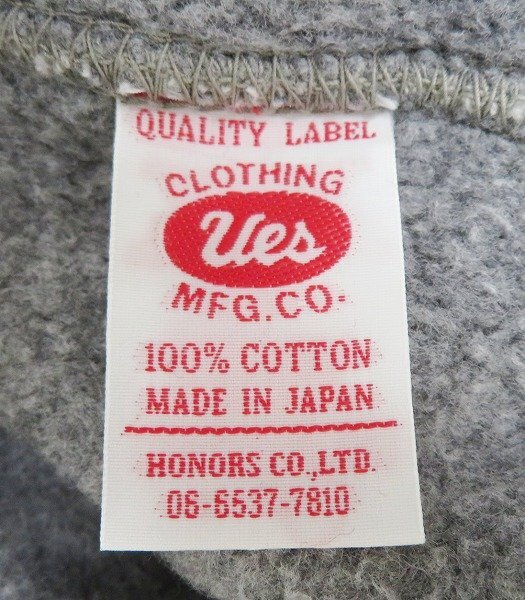 QUALITY LABEL
CLOTHING
Ues
MFG.CO.
100% COTTON
MADE IN JAPAN
HONORS CO.,LTD.
06-6537-7810